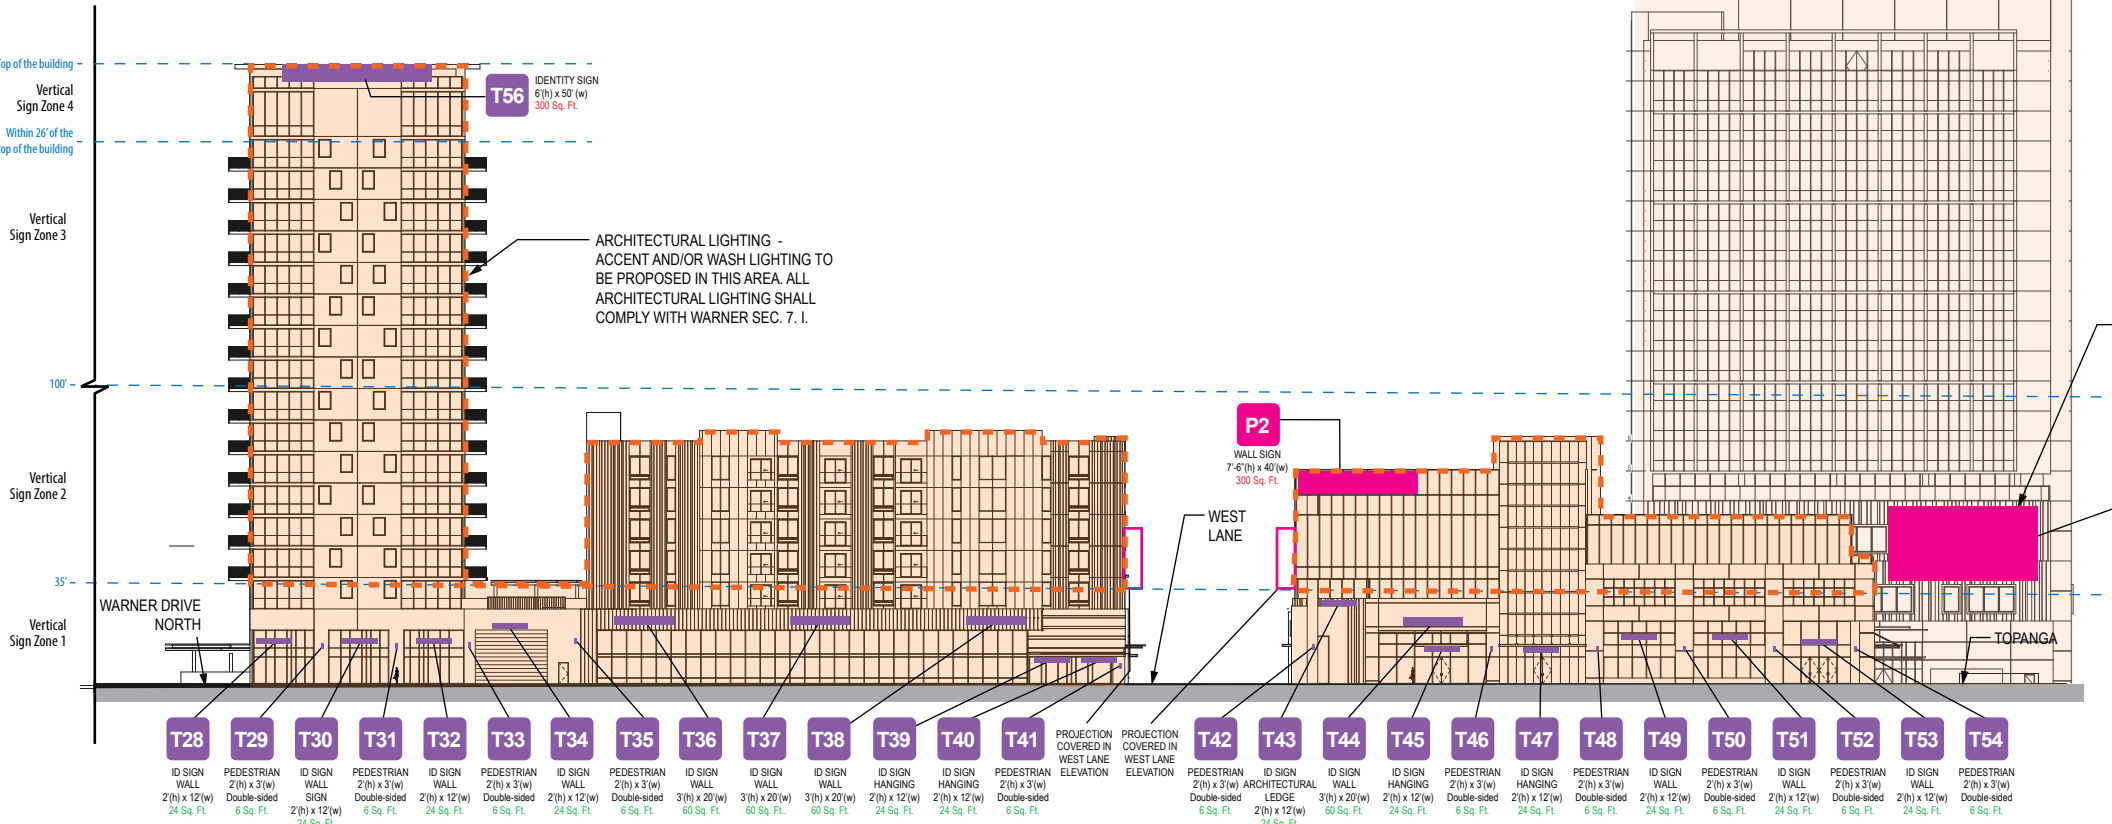 Top of the building
Vertical
Sign Zone 4
Within 26' of the
top of the building
Vertical
Sign Zone 3
100'
Vertical
Sign Zone 2
35'
Vertical
Sign Zone 1
T56
IDENTITY SIGN
6'(h) x 50' (w)
300 Sq. Ft.
ARCHITECTURAL LIGHTING -
ACCENT AND/OR WASH LIGHTING TO
BE PROPOSED IN THIS AREA. ALL
ARCHITECTURAL LIGHTING SHALL
COMPLY WITH WARNER SEC. 7. I.
P2
WALL SIGN
7'-6"(h) x 40'(w)
300 Sq. Ft.
WEST
LANE
WARNER DRIVE
NORTH
TOPANGA
T28
ID SIGN
WALL
2'(h) x 12'(w)
24 Sq. Ft.
T29
PEDESTRIAN
2'(h) x 3'(w)
Double-sided
6 Sq. Ft.
T30
ID SIGN
WALL
SIGN
2'(h) x 12'(w)
24 Sq. Ft.
T31
PEDESTRIAN
2'(h) x 3'(w)
Double-sided
6 Sq. Ft.
T32
ID SIGN
WALL
2'(h) x 12'(w)
24 Sq. Ft.
T33
PEDESTRIAN
2'(h) x 3'(w)
Double-sided
6 Sq. Ft.
T34
ID SIGN
WALL
2'(h) x 12'(w)
24 Sq. Ft.
T35
PEDESTRIAN
2'(h) x 3'(w)
Double-sided
6 Sq. Ft.
T36
ID SIGN
WALL
3'(h) x 20'(w)
60 Sq. Ft.
T37
ID SIGN
WALL
3'(h) x 20'(w)
60 Sq. Ft.
T38
ID SIGN
WALL
3'(h) x 20'(w)
60 Sq. Ft.
T39
ID SIGN
HANGING
2'(h) x 12'(w)
24 Sq. Ft.
T40
ID SIGN
HANGING
2'(h) x 12'(w)
24 Sq. Ft.
T41
PEDESTRIAN
2'(h) x 3'(w)
Double-sided
6 Sq. Ft.
PROJECTION
COVERED IN
WEST LANE
ELEVATION
PROJECTION
COVERED IN
WEST LANE
ELEVATION
T42
PEDESTRIAN
2'(h) x 3'(w)
Double-sided
6 Sq. Ft.
T43
ID SIGN
ARCHITECTURAL
LEDGE
2'(h) x 12'(w)
24 Sq. Ft.
T44
ID SIGN
WALL
3'(h) x 20'(w)
60 Sq. Ft.
T45
ID SIGN
HANGING
2'(h) x 12'(w)
24 Sq. Ft.
T46
PEDESTRIAN
2'(h) x 3'(w)
Double-sided
6 Sq. Ft.
T47
ID SIGN
HANGING
2'(h) x 12'(w)
24 Sq. Ft.
T48
PEDESTRIAN
2'(h) x 3'(w)
Double-sided
6 Sq. Ft.
T49
ID SIGN
WALL
2'(h) x 12'(w)
24 Sq. Ft.
T50
PEDESTRIAN
2'(h) x 3'(w)
Double-sided
6 Sq. Ft.
T51
ID SIGN
WALL
2'(h) x 12'(w)
24 Sq. Ft.
T52
PEDESTRIAN
2'(h) x 3'(w)
Double-sided
6 Sq. Ft.
T53
ID SIGN
WALL
2'(h) x 12'(w)
24 Sq. Ft.
T54
PEDESTRIAN
2'(h) x 3'(w)
Double-sided
6 Sq. Ft.